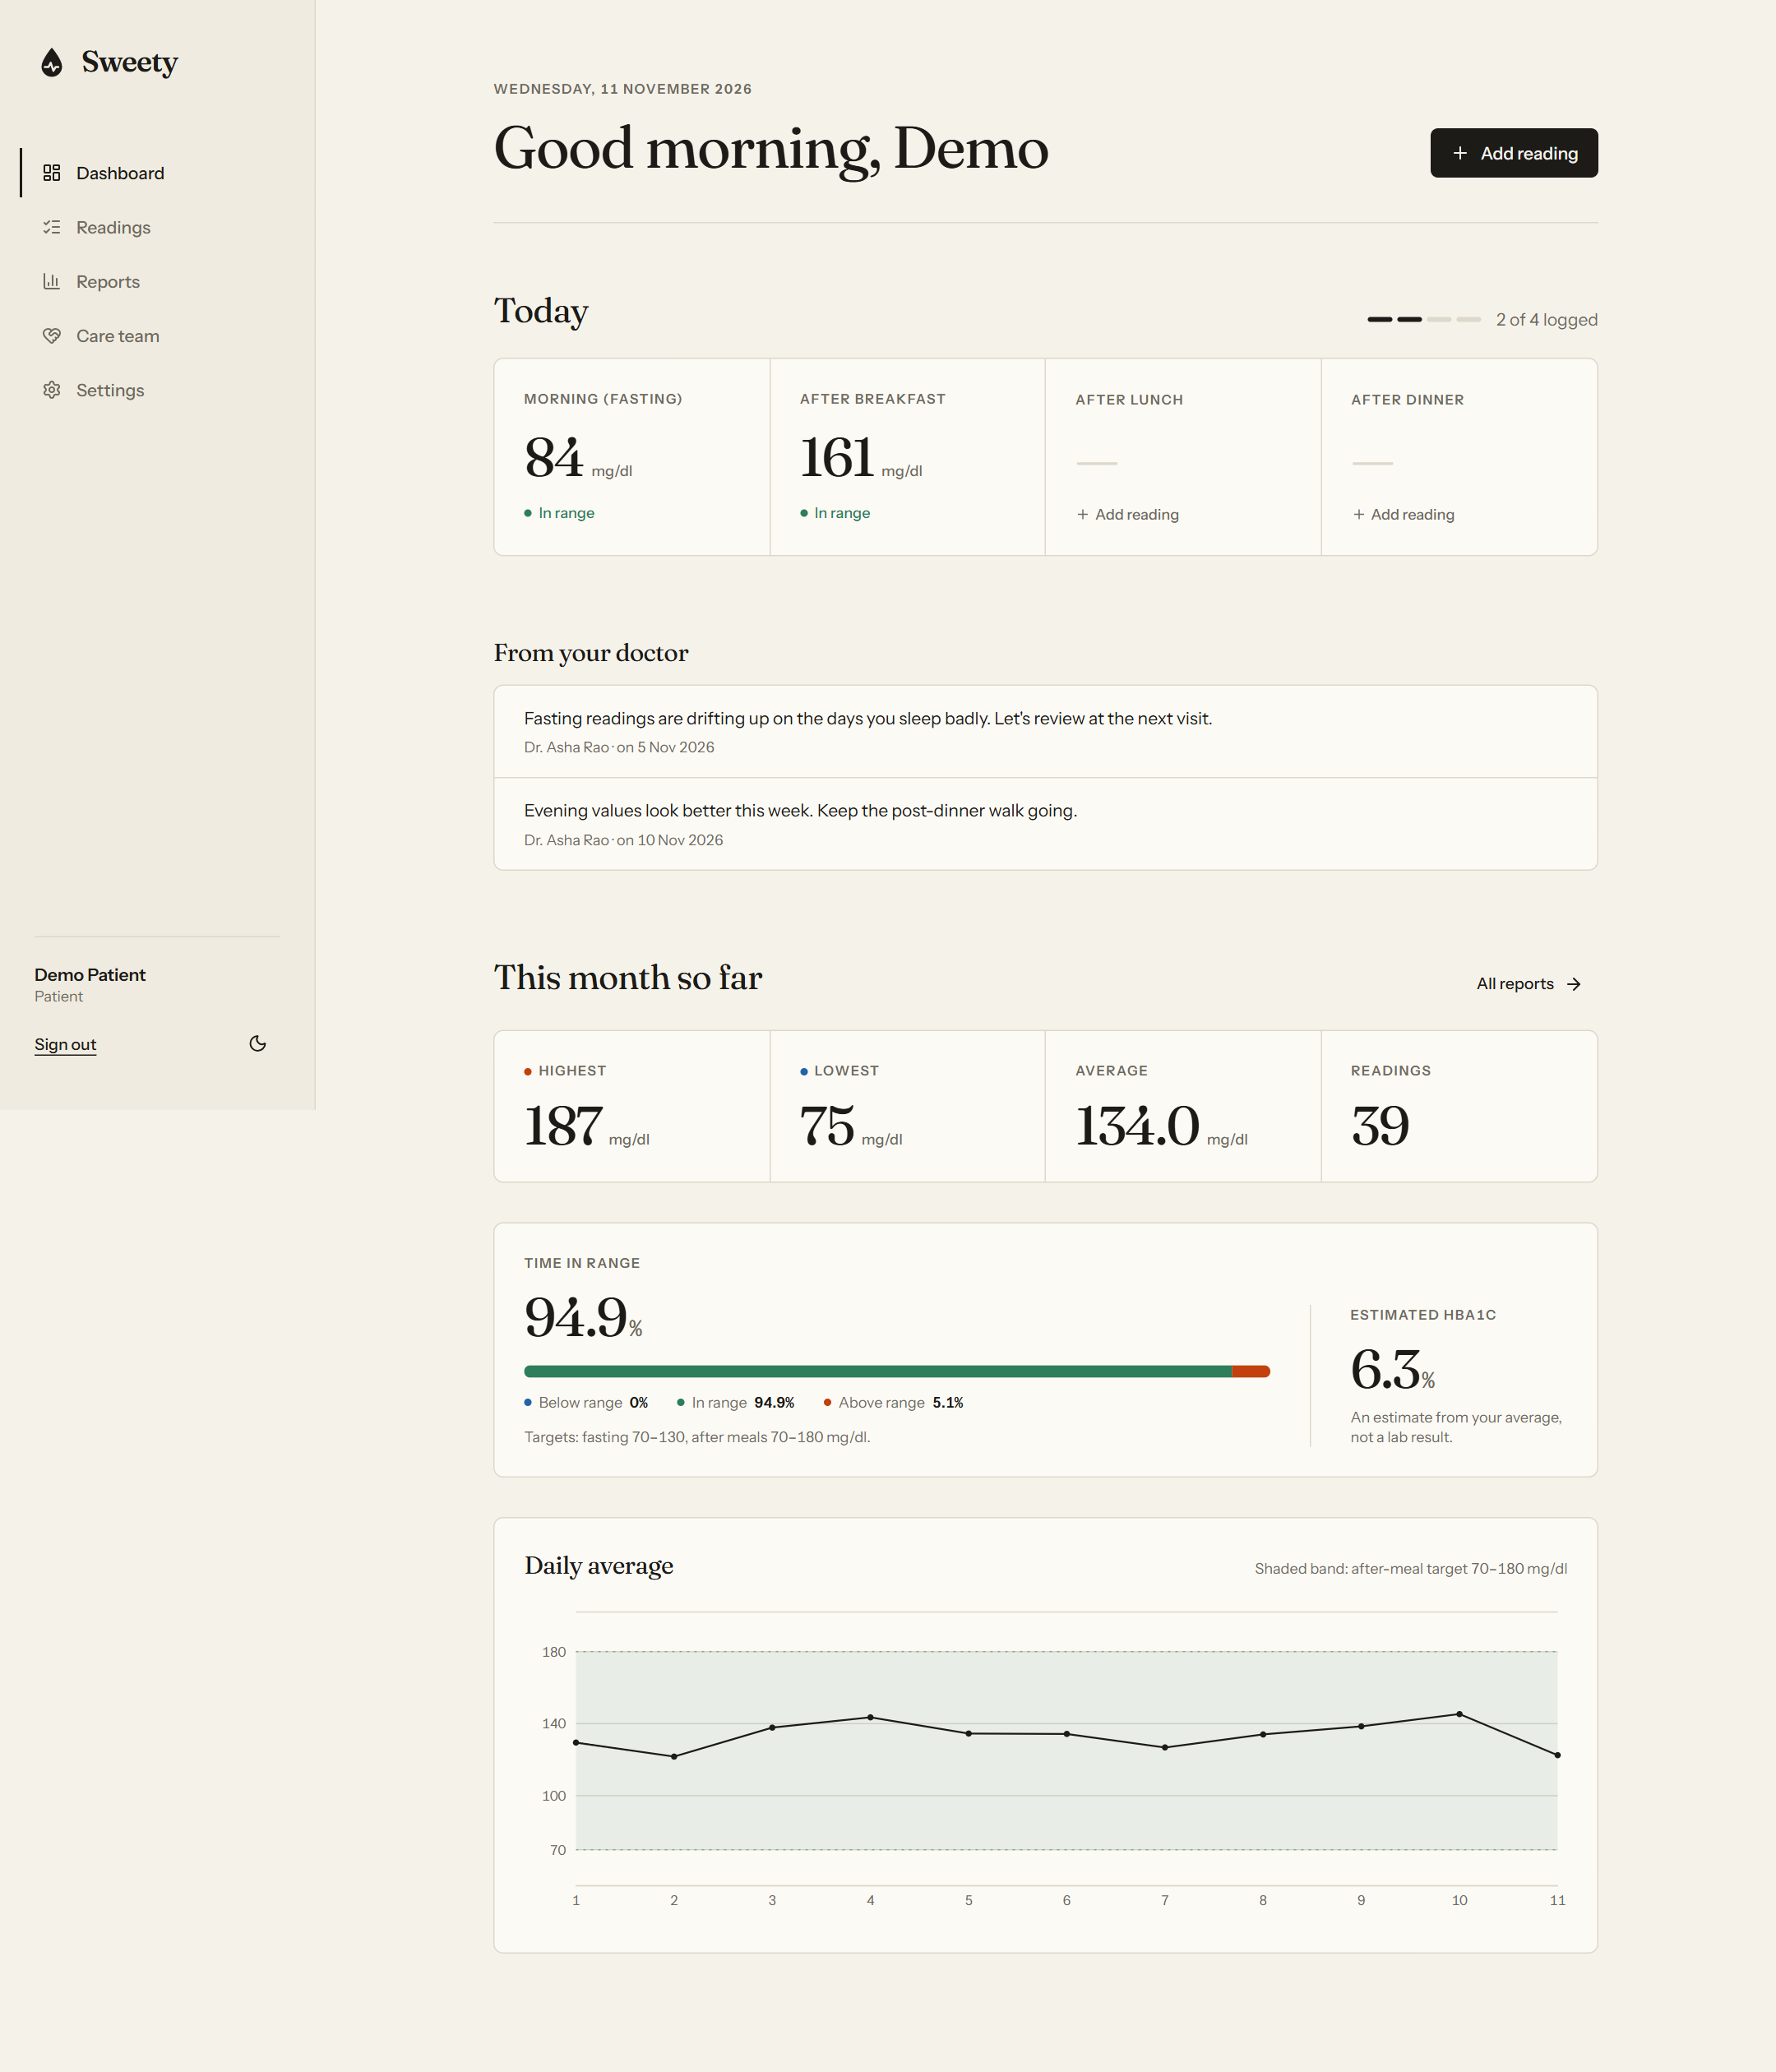 Sweety
Dashboard
Readings
Reports
Care team
Settings
Demo Patient
Patient
Sign out
WEDNESDAY, 11 NOVEMBER 2026
Good morning, Demo
+ Add reading
Today
2 of 4 logged
MORNING (FASTING)
84 mg/dl
In range
AFTER BREAKFAST
161 mg/dl
In range
AFTER LUNCH
—
+ Add reading
AFTER DINNER
—
+ Add reading
From your doctor
Fasting readings are drifting up on the days you sleep badly. Let's review at the next visit.
Dr. Asha Rao · on 5 Nov 2026
Evening values look better this week. Keep the post-dinner walk going.
Dr. Asha Rao · on 10 Nov 2026
This month so far
All reports →
HIGHEST
187 mg/dl
LOWEST
75 mg/dl
AVERAGE
134.0 mg/dl
READINGS
39
TIME IN RANGE
94.9%
Below range 0% In range 94.9% Above range 5.1%
Targets: fasting 70–130, after meals 70–180 mg/dl.
ESTIMATED HBA1C
6.3%
An estimate from your average,
not a lab result.
Daily average
Shaded band: after-meal target 70–180 mg/dl
180
140
100
70
1 2 3 4 5 6 7 8 9 10 11